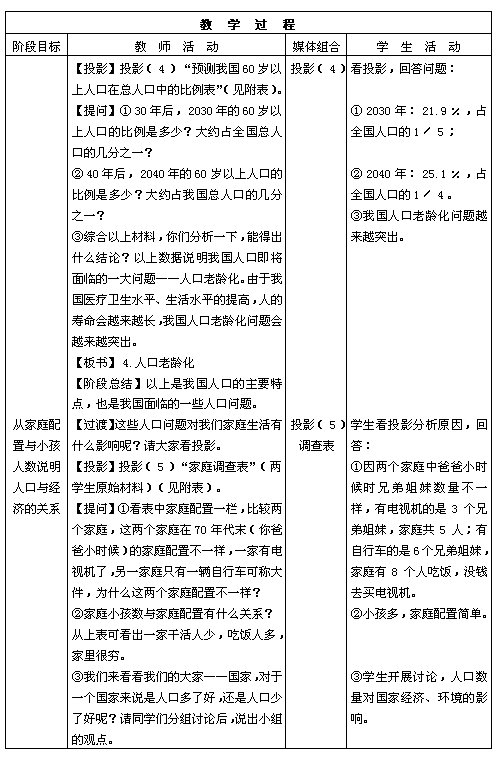 教 学 过 程
阶段目标
教 师 活 动
媒体组合
学 生 活 动
【投影】投影(4)“预测我国60岁以
上人口在总人口中的比例表”(见附表)。
【提问】①30年后,2030年的60岁以
上人口的比例是多少?大约占全国总人
口的几分之一?
②40年后,2040年的60岁以上人口的
比例是多少?大约占我国总人口的几分
之一?
③综合以上材料,你们分析一下,能得出
什么结论?以上数据说明我国人口即将
面临的一大问题——人口老龄化。由于我
国医疗卫生水平、生活水平的提高,人的
寿命会越来越长,我国人口老龄化问题会
越来越突出。
【板书】4.人口老龄化
【阶段总结】以上是我国人口的主要特
点,也是我国面临的一些人口问题。
投影(4)
看投影,回答问题:
①2030年:21.9%,占
全国人口的1/5;
②2040年:25.1%,占
全国人口的1/4。
③我国人口老龄化问题越
来越突出。
从家庭配
置与小孩
人数说明
人口与经
济的关系
【过渡】这些人口问题对我们家庭生活有
什么影响呢?请大家看投影。
【投影】投影(5)“家庭调查表”(两
学生原始材料)(见附表)。
【提问】①看表中家庭配置一栏,比较两
个家庭,这两个家庭在70年代末(你爸
爸小时候)的家庭配置不一样,一家有电
视机了,另一家庭只有一辆自行车可称大
件,为什么这两个家庭配置不一样?
②家庭小孩数与家庭配置有什么关系?
从上表可看出一家干活人少,吃饭人多,
家里很穷。
③我们来看看我们的大家——国家,对于
一个国家来说是人口多了好,还是人口少
了好呢?请同学们分组讨论后,说出小组
的观点。
投影(5)
调查表
学生看投影分析原因,回
答:
①因两个家庭中爸爸小时
候时兄弟姐妹数量不一
样,有电视机的是3个兄
弟姐妹,家庭共5人;有
自行车的是6个兄弟姐妹,
家庭有8个人吃饭,没钱
去买电视机。
②小孩多,家庭配置简单。
③学生开展讨论,人口数
量对国家经济、环境的影
响。